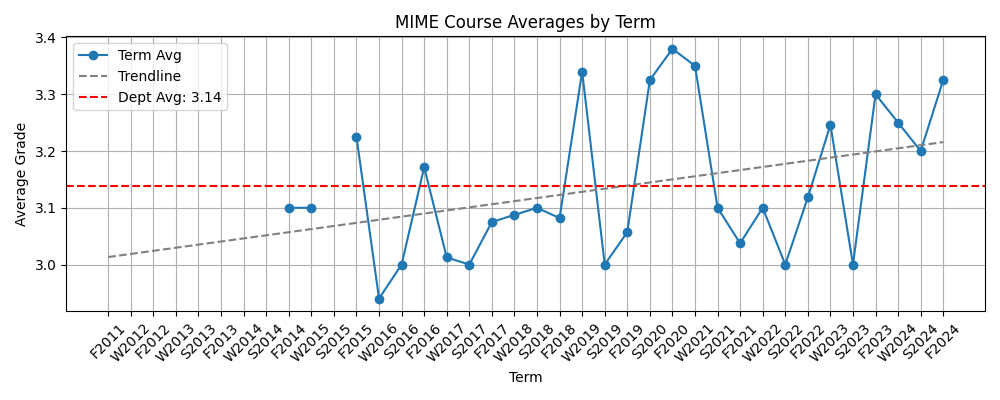 MIME Course Averages by Term
Term Avg
Trendline
Dept Avg: 3.14
Average Grade
3.4
3.3
3.2
3.1
3.0
F2011
W2012
F2012
W2013
S2013
F2013
W2014
S2014
F2014
W2015
S2015
F2015
W2016
S2016
F2016
W2017
S2017
F2017
W2018
S2018
F2018
W2019
S2019
F2019
S2020
F2020
W2021
S2021
F2021
W2022
S2022
F2022
W2023
S2023
F2023
W2024
S2024
F2024
Term